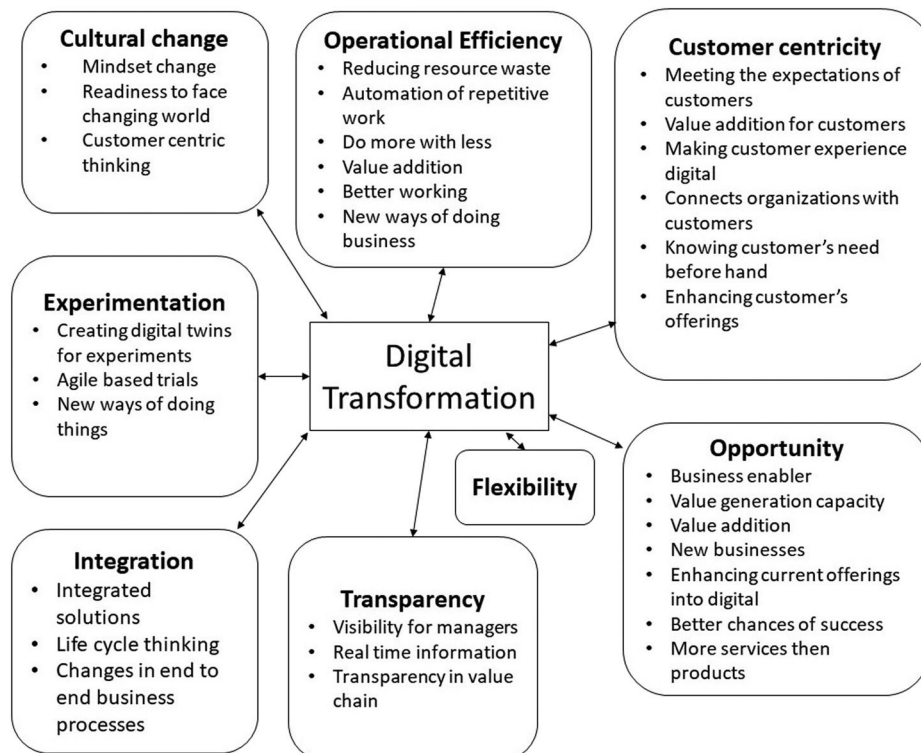 Cultural change
• Mindset change
• Readiness to face
changing world
• Customer centric
thinking
Operational Efficiency
• Reducing resource waste
• Automation of repetitive
work
• Do more with less
• Value addition
• Better working
• New ways of doing
business
Customer centricity
• Meeting the expectations of
customers
• Value addition for customers
• Making customer experience
digital
• Connects organizations with
customers
• Knowing customer's need
before hand
• Enhancing customer's
offerings
Experimentation
• Creating digital twins
for experiments
• Agile based trials
• New ways of doing
things
Digital
Transformation
Flexibility
Opportunity
• Business enabler
• Value generation capacity
• Value addition
• New businesses
• Enhancing current offerings
into digital
• Better chances of success
• More services then
products
Integration
• Integrated
solutions
• Life cycle thinking
• Changes in end to
end business
processes
Transparency
• Visibility for managers
• Real time information
• Transparency in value
chain